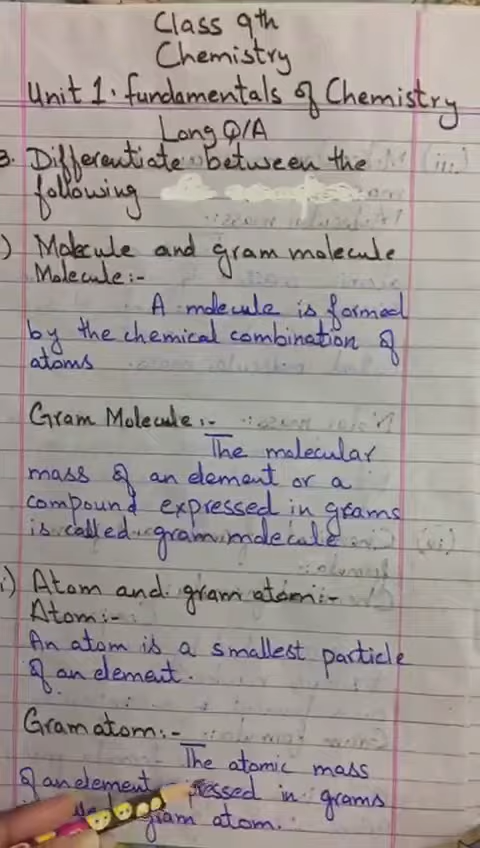 Class 9th
Chemistry
Unit 1. fundamentals of Chemistry
Long Q/A
3. Differentiate between the
following
) Molecule and gram molecule
Molecule:-
A molecule is formed
by the chemical combination of
atoms
Gram Molecule:-
The molecular
mass of an element or a
compound expressed in grams
is called gram molecule.
i) Atom and gram atom:-
Atom:-
An atom is a smallest particle
of an element.
Gram atom:-
The atomic mass
of an element pressed in grams
gram atom.